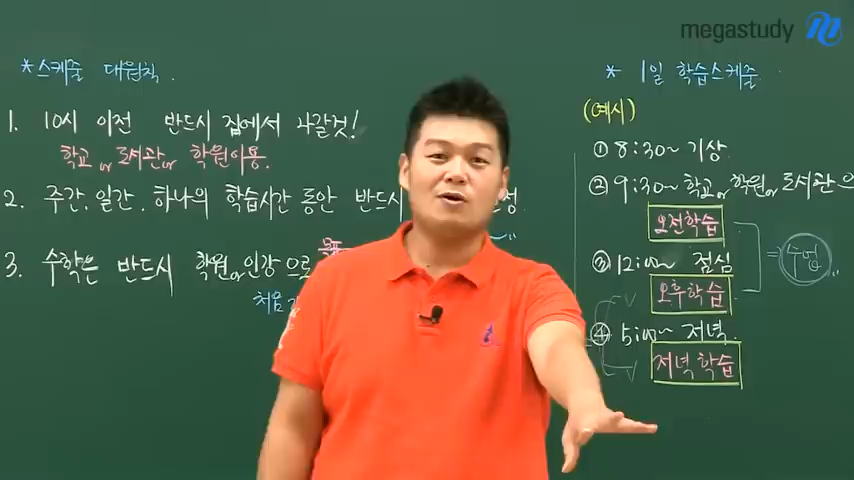 megastudy
*스케줄 대원칙.
1. 10시 이전 반드시 집에서 나갈것!
학교 or 도서관 or 학원이동.
2. 주간, 일간, 하나의 학습시간 동안 반드시
3. 수학은 반드시 학원 or 인강으로
처음
* 1일 학습스케줄.
(예시)
① 8:30~ 기상.
② 9:30~ 학교 or 학원 or 도서관으
오전학습
③ 12:00~ 점심
오후학습
④ 5:00~ 저녁.
저녁학습